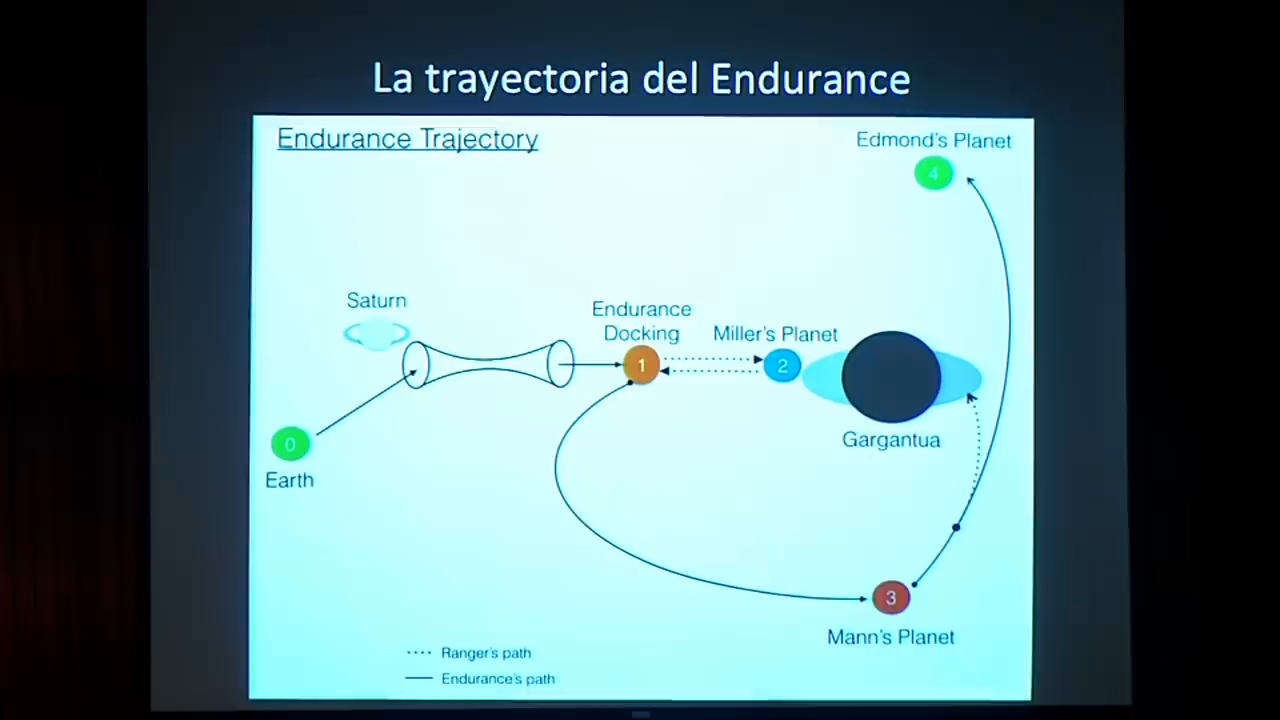 La trayectoria del Endurance
Endurance Trajectory
Edmond's Planet
4
Saturn
Endurance
Docking
Miller's Planet
1
2
Gargantua
0
Earth
3
Mann's Planet
Ranger's path
Endurance's path